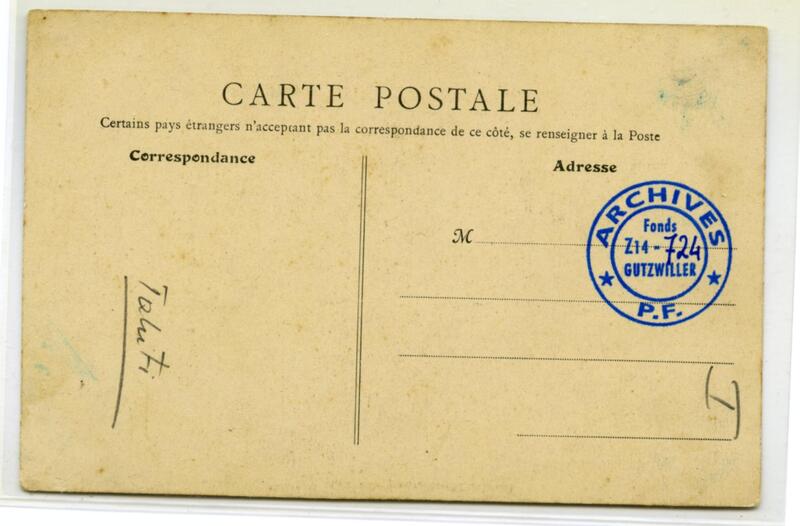 CARTE POSTALE
Certains pays étrangers n'acceptant pas la correspondance de ce côté, se renseigner à la Poste
Correspondance
Adresse
M
ARCHIVES
Fonds
Z14 - 724
GUTZWILLER
P.F.
Tahiti
I